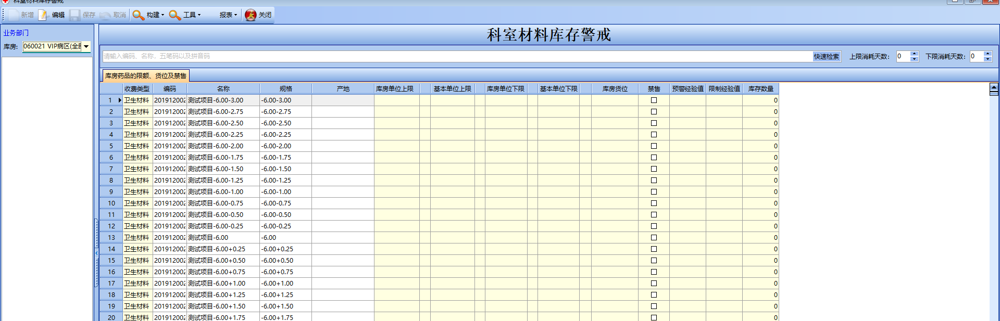 科室材料库存警戒
新增 编辑 保存 取消 构建 工具 报表 关闭
业务部门
库房: 060021 VIP病区(全部
科室材料库存警戒
请输入编码、名称，五笔码以及拼音码 快速检索 上限消耗天数: 0 下限消耗天数: 0
库房药品的限额、货位及禁售
收费类型 编码 名称 规格 产地 库房单位上限 基本单位上限 库房单位下限 基本单位下限 库房货位 禁售 预警经验值 限制经验值 库存数量
1 卫生材料 201912002 测试项目-6.00-3.00 -6.00-3.00 0
2 卫生材料 201912002 测试项目-6.00-2.75 -6.00-2.75 0
3 卫生材料 201912002 测试项目-6.00-2.50 -6.00-2.50 0
4 卫生材料 201912002 测试项目-6.00-2.25 -6.00-2.25 0
5 卫生材料 201912002 测试项目-6.00-2.00 -6.00-2.00 0
6 卫生材料 201912002 测试项目-6.00-1.75 -6.00-1.75 0
7 卫生材料 201912002 测试项目-6.00-1.50 -6.00-1.50 0
8 卫生材料 201912002 测试项目-6.00-1.25 -6.00-1.25 0
9 卫生材料 201912002 测试项目-6.00-1.00 -6.00-1.00 0
10 卫生材料 201912002 测试项目-6.00-0.75 -6.00-0.75 0
11 卫生材料 201912002 测试项目-6.00-0.50 -6.00-0.50 0
12 卫生材料 201912002 测试项目-6.00-0.25 -6.00-0.25 0
13 卫生材料 201912002 测试项目-6.00 -6.00 0
14 卫生材料 201912002 测试项目-6.00+0.25 -6.00+0.25 0
15 卫生材料 201912002 测试项目-6.00+0.50 -6.00+0.50 0
16 卫生材料 201912002 测试项目-6.00+0.75 -6.00+0.75 0
17 卫生材料 201912002 测试项目-6.00+1.00 -6.00+1.00 0
18 卫生材料 201912002 测试项目-6.00+1.25 -6.00+1.25 0
19 卫生材料 201912002 测试项目-6.00+1.50 -6.00+1.50 0
20 卫生材料 201912002 测试项目-6.00+1.75 -6.00+1.75 0